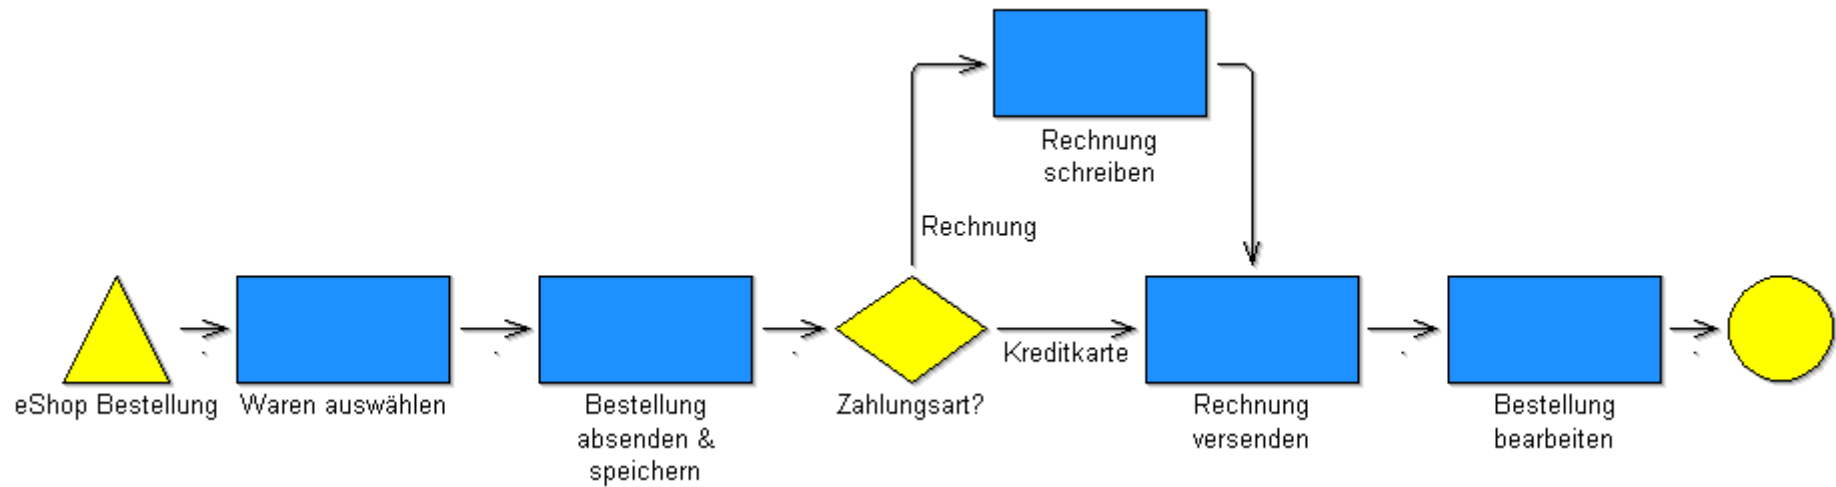 Rechnung
schreiben
Rechnung
Kreditkarte
eShop Bestellung
Waren auswählen
Bestellung
absenden &
speichern
Zahlungsart?
Rechnung
versenden
Bestellung
bearbeiten